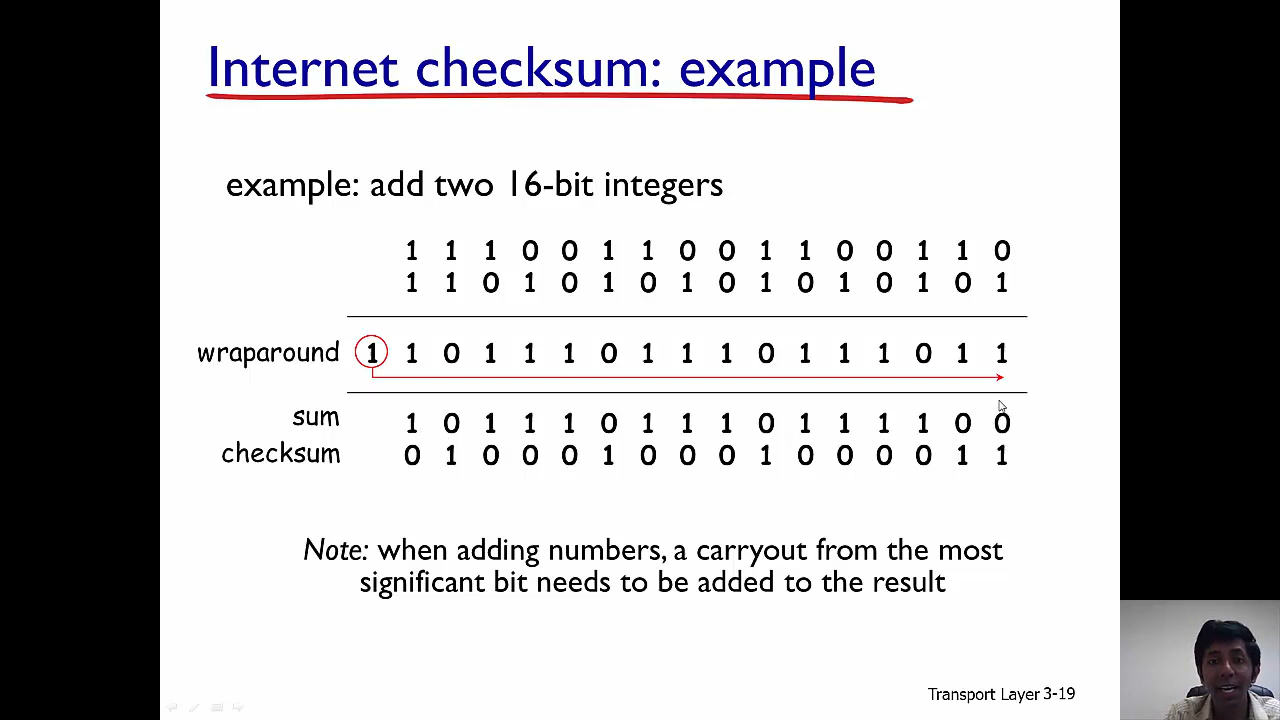 Internet checksum: example
example: add two 16-bit integers
1 1 1 0 0 1 1 0 0 1 1 0 0 1 1 0
1 1 0 1 0 1 0 1 0 1 0 1 0 1 0 1
wraparound 1 1 0 1 1 1 0 1 1 1 0 1 1 1 0 1 1
sum 1 0 1 1 1 0 1 1 1 0 1 1 1 1 0 0
checksum 0 1 0 0 0 1 0 0 0 1 0 0 0 0 1 1
Note: when adding numbers, a carryout from the most
significant bit needs to be added to the result
Transport Layer 3-19